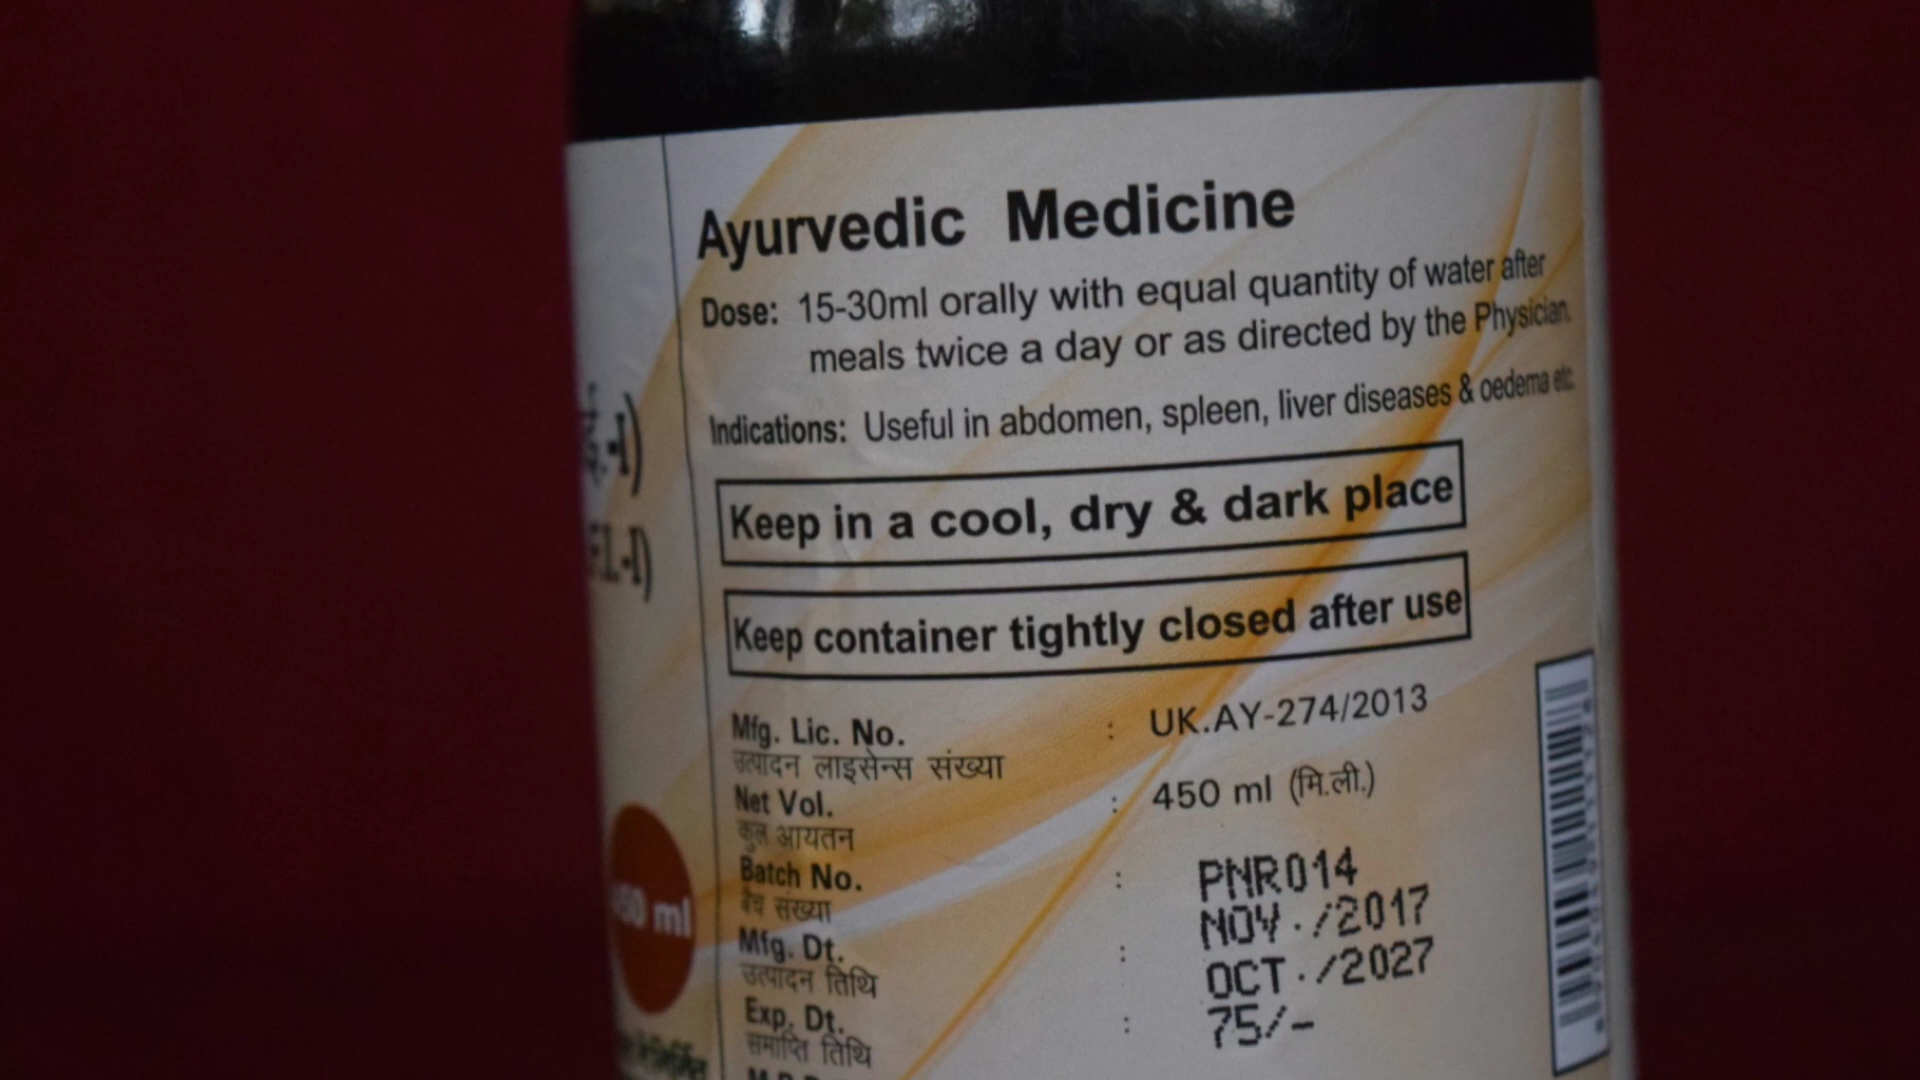 Ayurvedic Medicine
Dose: 15-30ml orally with equal quantity of water after
meals twice a day or as directed by the Physician.
Indications: Useful in abdomen, spleen, liver diseases & oedema etc.
Keep in a cool, dry & dark place
Keep container tightly closed after use
Mfg. Lic. No. : UK.AY-274/2013
उत्पादन लाइसेन्स संख्या
Net Vol. : 450 ml (मि.ली.)
कुल आयतन
Batch No. : PNR014
बैच संख्या
Mfg. Dt. : NOV./2017
उत्पादन तिथि
Exp. Dt. : OCT./2027
समाप्ति तिथि
75/-
ml